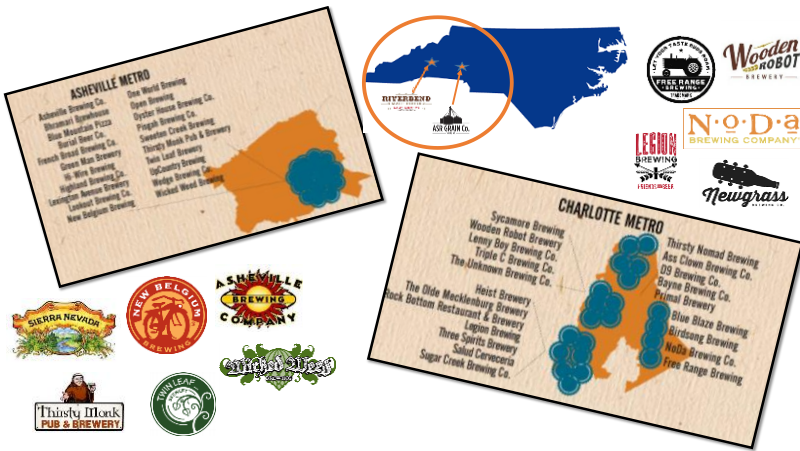 ASHEVILLE METRO
Asheville Brewing Co.
Bhramari Brewhouse
Blue Mountain Pizza
Burial Beer Co.
French Broad Brewing Co.
Green Man Brewery
Hi-Wire Brewing
Highland Brewing Co.
Lexington Avenue Brewery
Lookout Brewing Co.
New Belgium Brewing
One World Brewing
Open Brewing
Oyster House Brewing Co.
Pisgah Brewing Co.
Sweeten Creek Brewing
Thirsty Monk Pub & Brewery
Twin Leaf Brewery
UpCountry Brewing
Wedge Brewing Co.
Wicked Weed Brewing
RIVERBEND
ASR GRAIN Co.
FREE RANGE
BREWING
Wooden
ROBOT
BREWERY
LEGION
BREWING
NoDa
BREWING COMPANY
Newgrass
BREWING CO.
CHARLOTTE METRO
Sycamore Brewing
Wooden Robot Brewery
Lenny Boy Brewing Co.
Triple C Brewing Co.
The Unknown Brewing Co.
Heist Brewery
The Olde Mecklenburg Brewery
Rock Bottom Restaurant & Brewery
Legion Brewing
Three Spirits Brewery
Salud Cerveceria
Sugar Creek Brewing Co.
Thirsty Nomad Brewing
Ass Clown Brewing Co.
D9 Brewing Co.
Bayne Brewing Co.
Primal Brewery
Blue Blaze Brewing
Birdsong Brewing
NoDa Brewing Co.
Free Range Brewing
SIERRA NEVADA
NEW BELGIUM
BREWING
ASHEVILLE
BREWING
COMPANY
Wicked Weed
BREWING
Thirsty Monk
PUB & BREWERY
TWIN LEAF